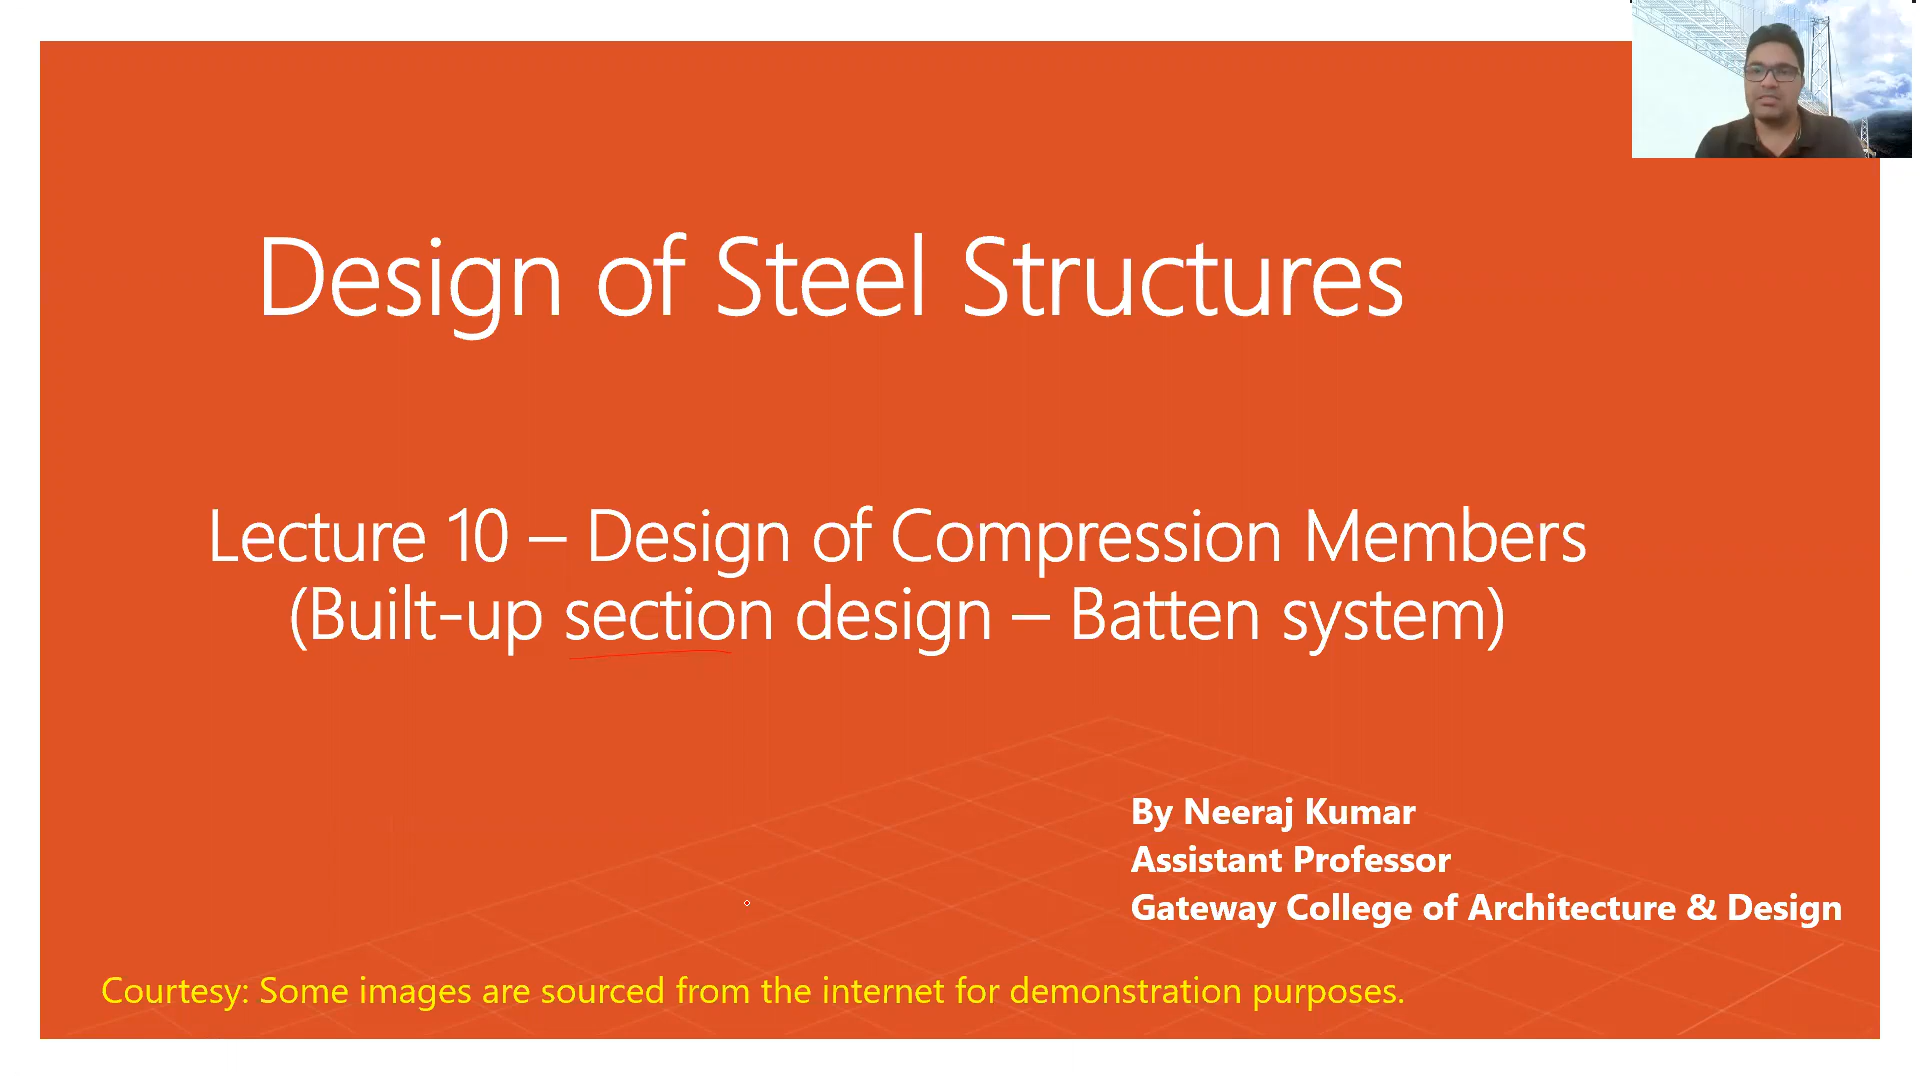 Design of Steel Structures
Lecture 10 – Design of Compression Members
(Built-up section design – Batten system)
By Neeraj Kumar
Assistant Professor
Gateway College of Architecture & Design
Courtesy: Some images are sourced from the internet for demonstration purposes.